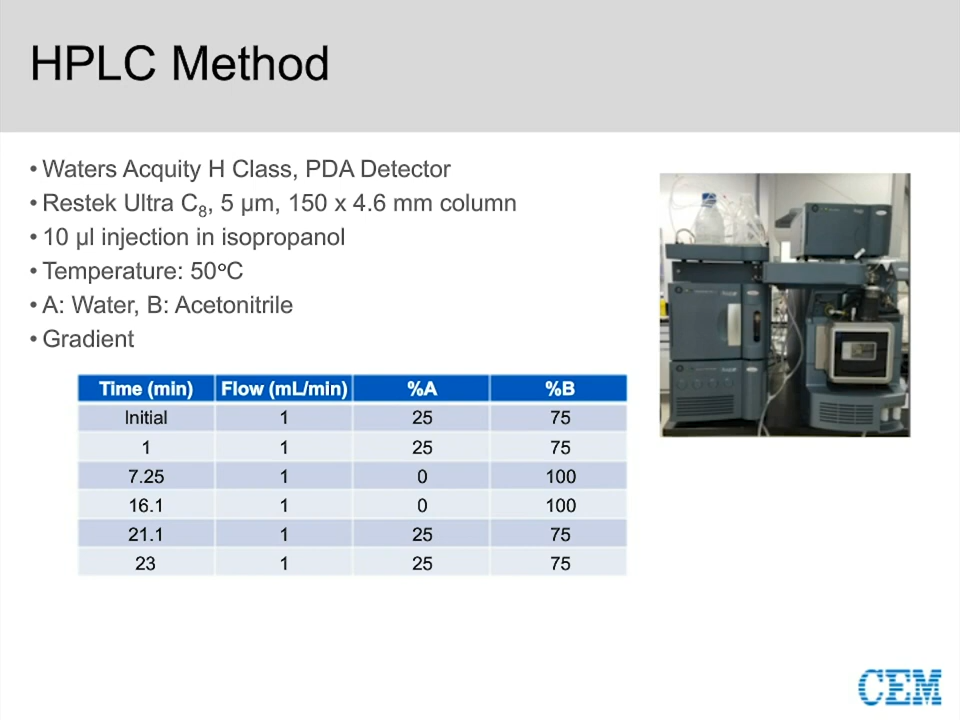 HPLC Method
• Waters Acquity H Class, PDA Detector
• Restek Ultra C₈, 5 µm, 150 x 4.6 mm column
• 10 µl injection in isopropanol
• Temperature: 50°C
• A: Water, B: Acetonitrile
• Gradient
Time (min) Flow (mL/min) %A %B
Initial 1 25 75
1 1 25 75
7.25 1 0 100
16.1 1 0 100
21.1 1 25 75
23 1 25 75
CEM